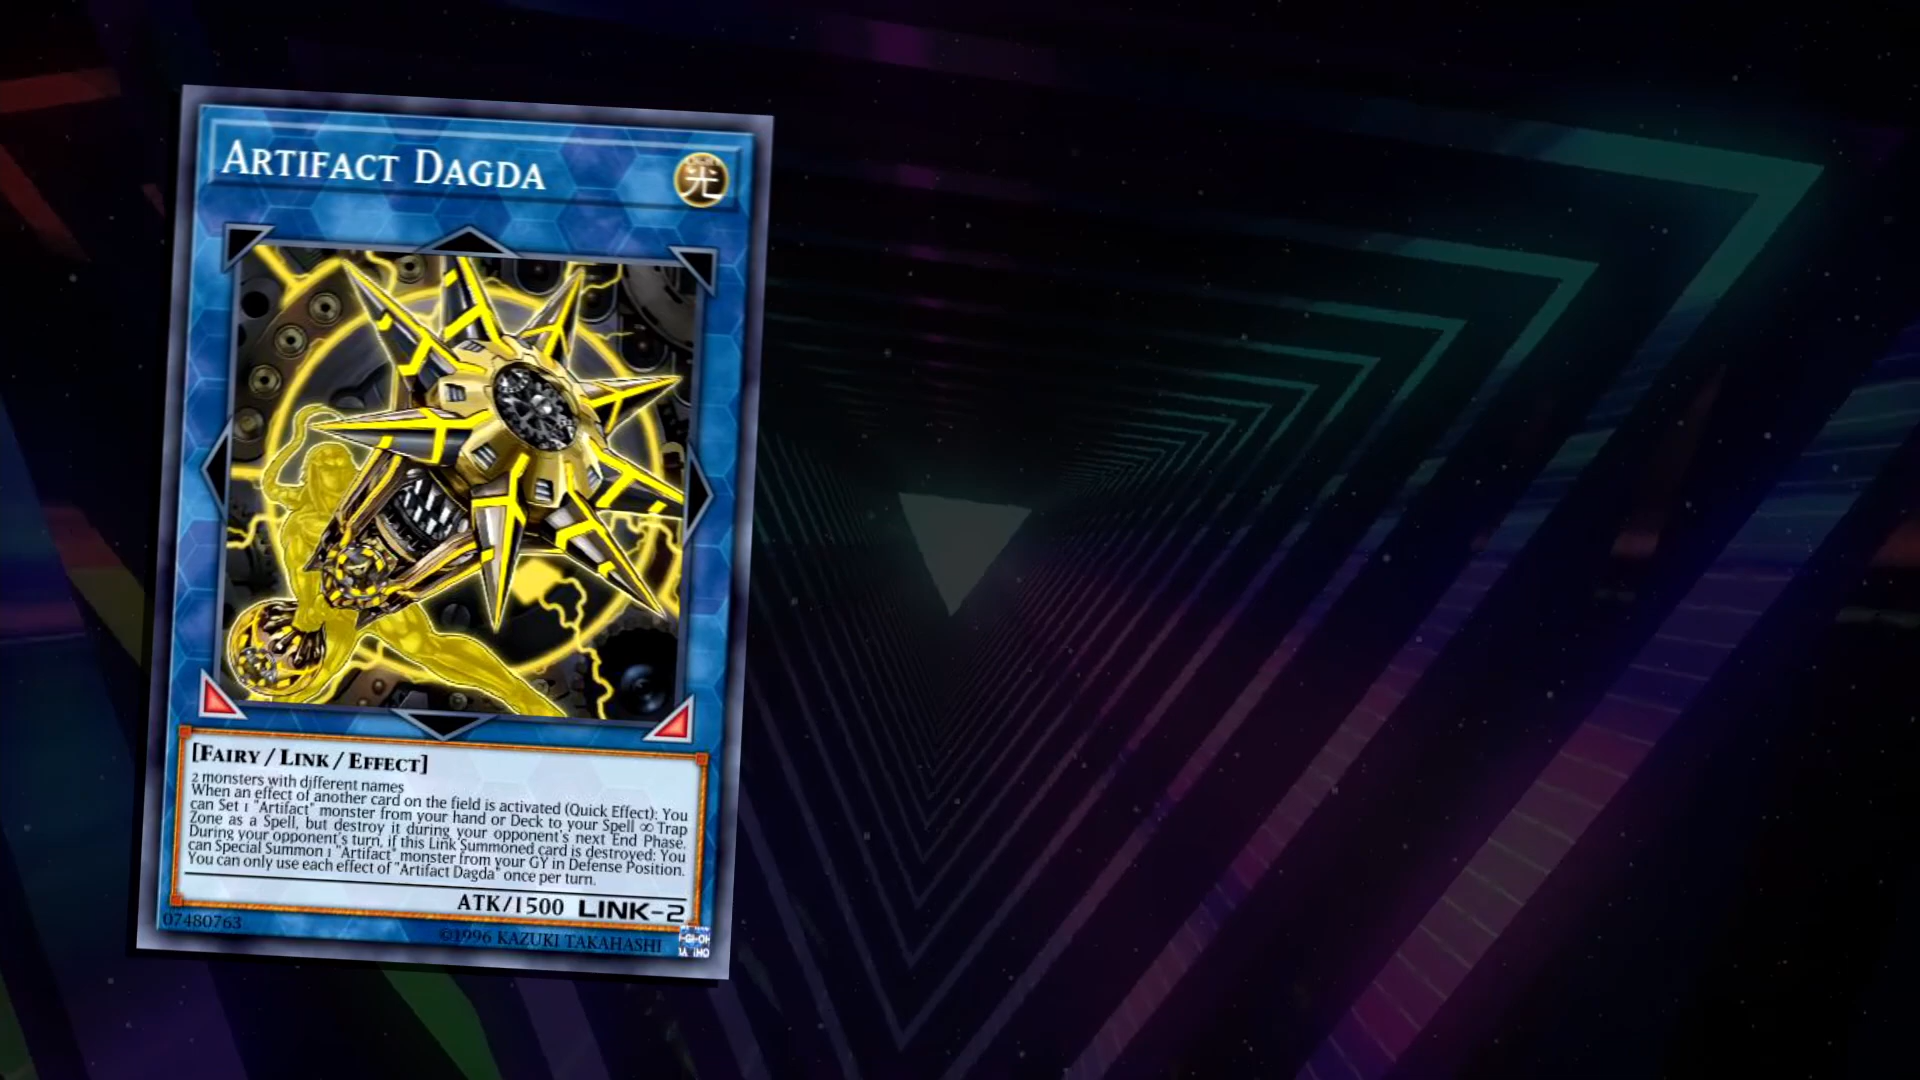 ARTIFACT DAGDA
光
[FAIRY / LINK / EFFECT]
2 monsters with different names
When an effect of another card on the field is activated (Quick Effect): You
can Set 1 "Artifact" monster from your hand or Deck to your Spell ∞ Trap
Zone as a Spell, but destroy it during your opponent's next End Phase.
During your opponent's turn, if this Link Summoned card is destroyed: You
can Special Summon 1 "Artifact" monster from your GY in Defense Position.
You can only use each effect of "Artifact Dagda" once per turn.
ATK/1500 LINK-2
07480763
©1996 KAZUKI TAKAHASHI